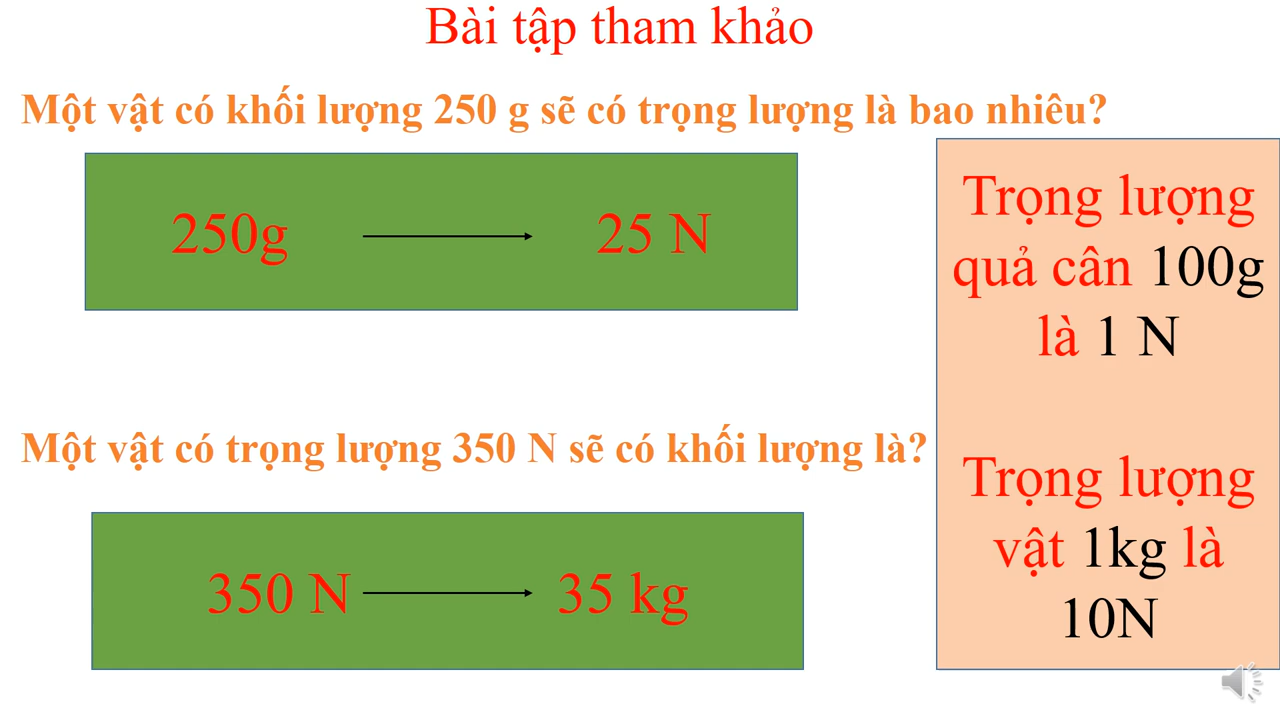 Bài tập tham khảo
Một vật có khối lượng 250 g sẽ có trọng lượng là bao nhiêu?
250g
25 N
Một vật có trọng lượng 350 N sẽ có khối lượng là?
350 N
35 kg
Trọng lượng
quả cân 100g
là 1 N
Trọng lượng
vật 1kg là
10N